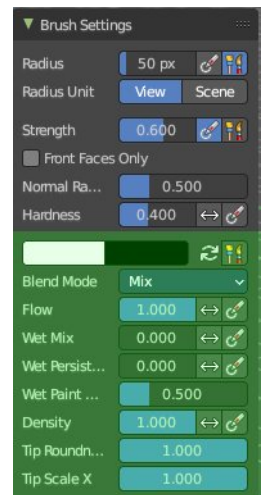 Brush Settings
Radius 50 px
Radius Unit View Scene
Strength 0.600
Front Faces Only
Normal Ra... 0.500
Hardness 0.400
Blend Mode Mix
Flow 1.000
Wet Mix 0.000
Wet Persist... 0.000
Wet Paint ... 0.500
Density 1.000
Tip Roundn... 1.000
Tip Scale X 1.000